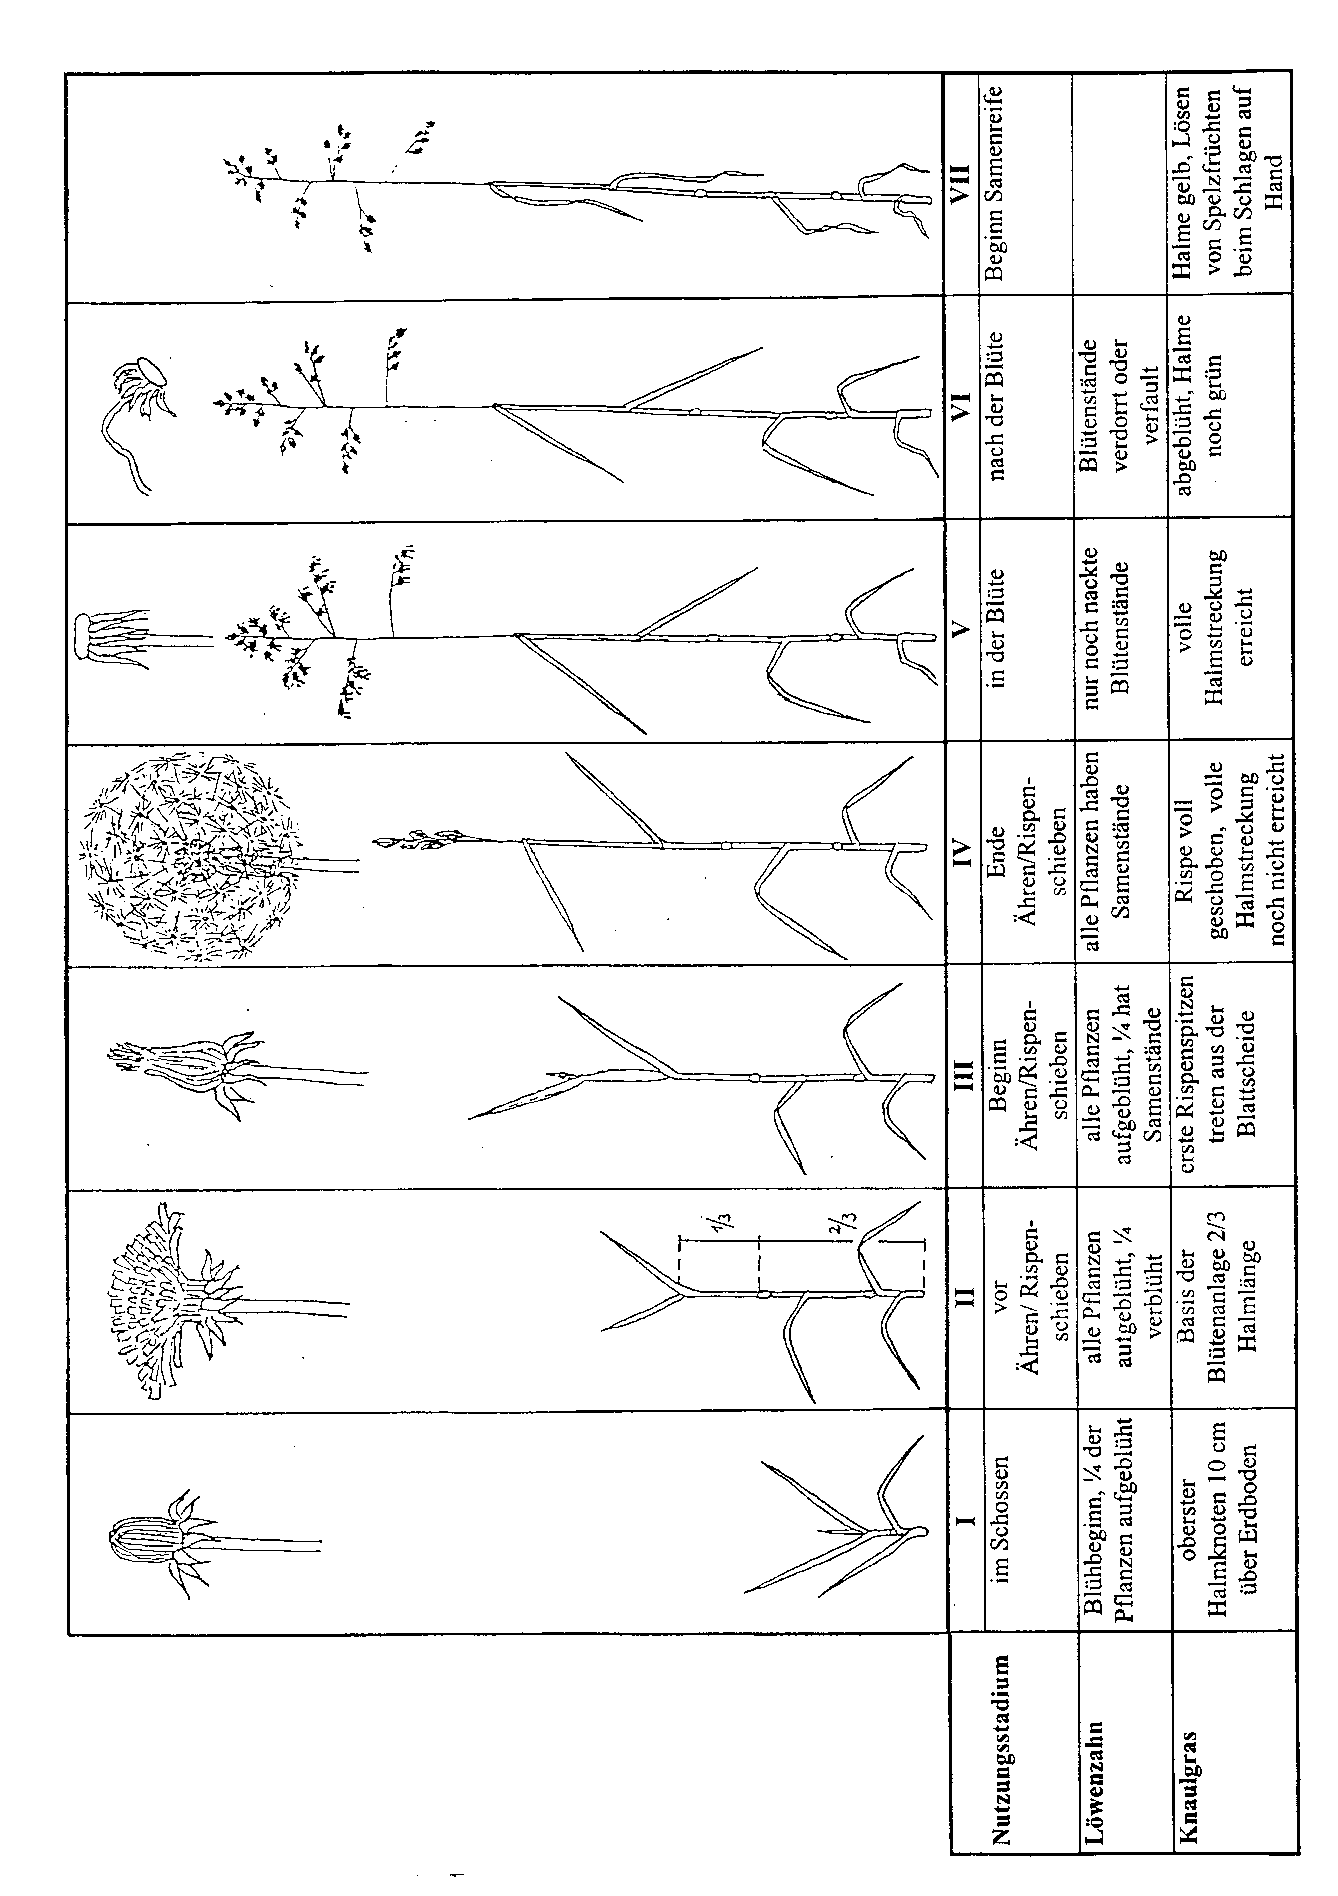 I
II
III
IV
V
VI
VII
Nutzungsstadium
im Schossen
vor
Ähren/ Rispen-
schieben
Beginn
Ähren/Rispen-
schieben
Ende
Ähren/Rispen-
schieben
in der Blüte
nach der Blüte
Beginn Samenreife
Löwenzahn
Blühbeginn, ¼ der
Pflanzen aufgeblüht
alle Pflanzen
aufgeblüht, ¼
verblüht
alle Pflanzen
aufgeblüht, ¼ hat
Samenstände
alle Pflanzen haben
Samenstände
nur noch nackte
Blütenstände
Blütenstände
verdorrt oder
verfault
Knaulgras
oberster
Halmknoten 10 cm
über Erdboden
Basis der
Blütenanlage 2/3
Halmlänge
erste Rispenspitzen
treten aus der
Blattscheide
Rispe voll
geschoben, volle
Halmstreckung
noch nicht erreicht
volle
Halmstreckung
erreicht
abgeblüht, Halme
noch grün
Halme gelb, Lösen
von Spelzfrüchten
beim Schlagen auf
Hand
1/3
2/3